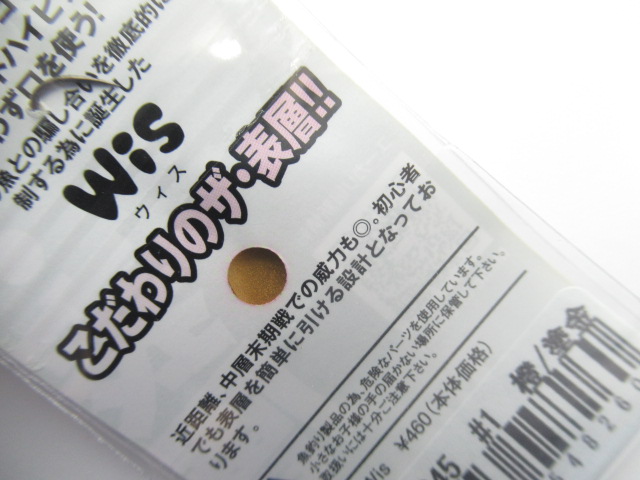 トハイピ
わず口を使う!
魚との騙し合いを徹底的に
制する為に誕生した
Wis
ウィス
こだわりのザ・表層!!
近距離、中層末期戦での威力も◎。初心者
でも表層を簡単に引ける設計となってお
ります。
魚釣り製品の為、危険なパーツを使用しています。
小さなお子様の手の届かない場所に保管して下さい。
取扱いには十分ご注意下さい。
¥460(本体価格)
Wis
45 #1 橙/塗金
54826